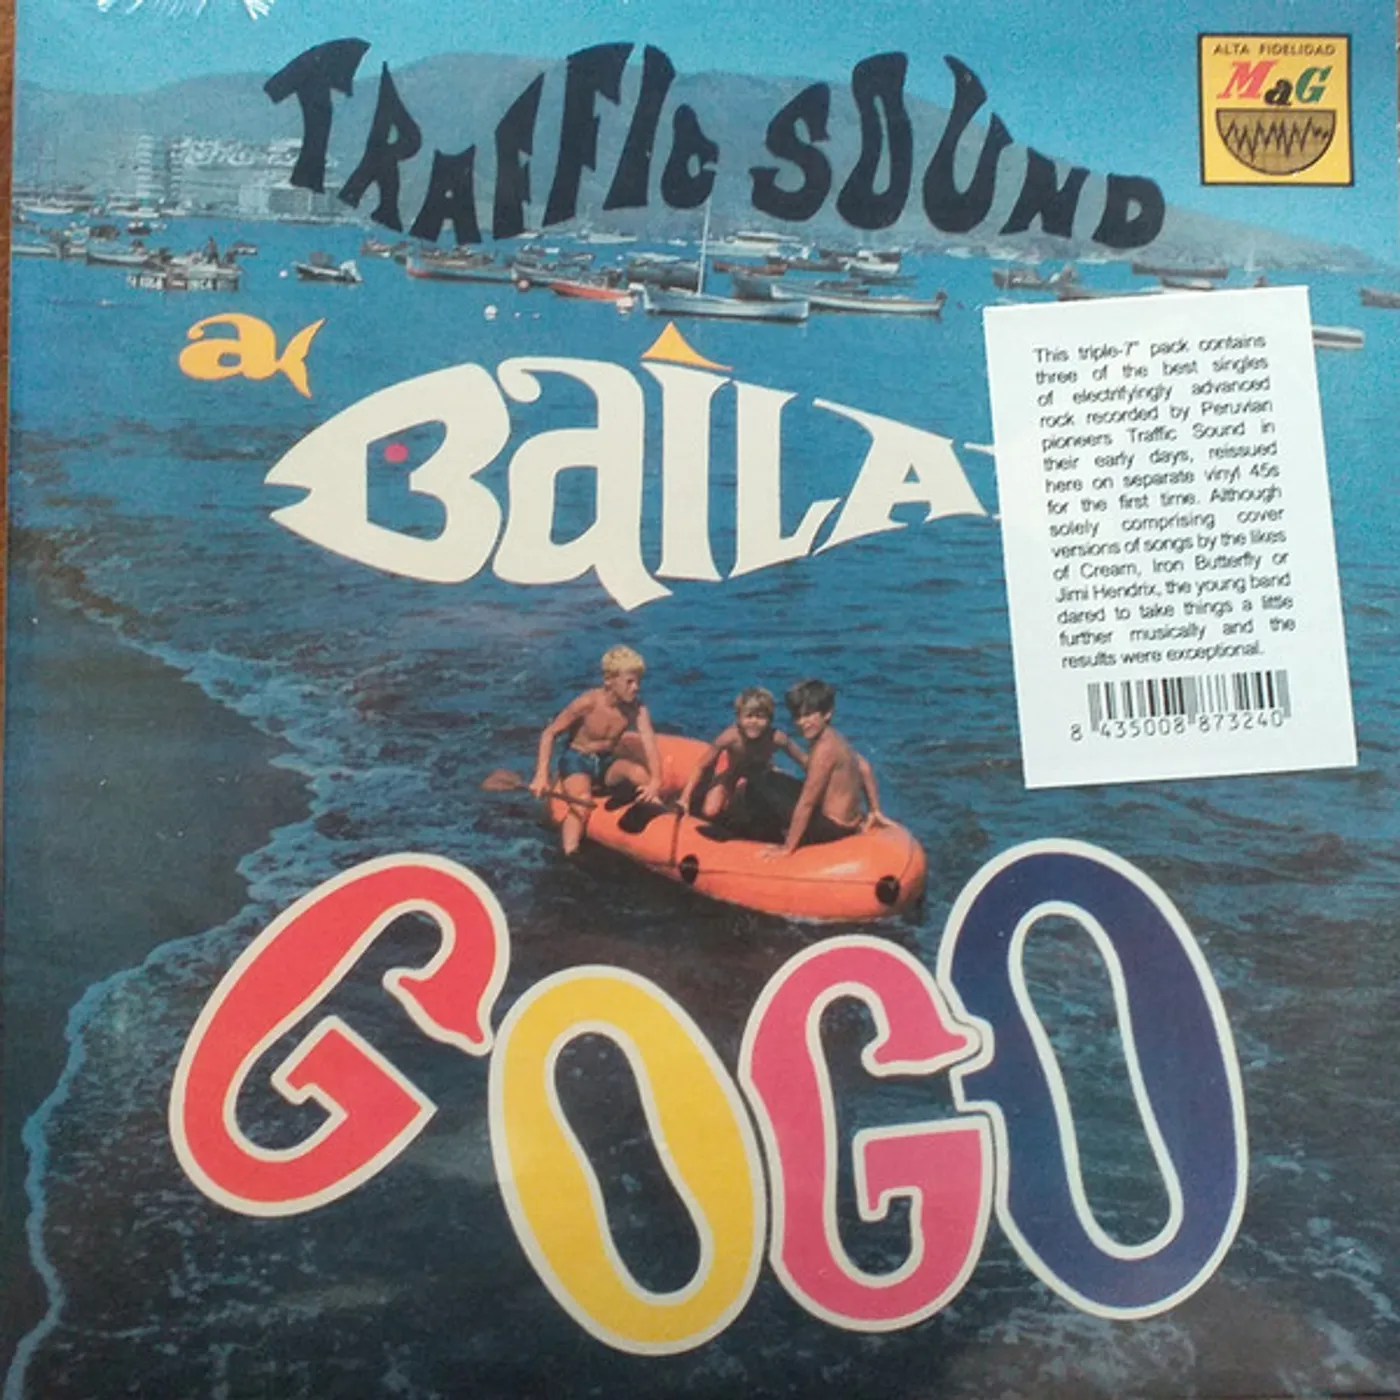 TRAFFIC SOUND
ALTA FIDELIDAD
MaG
a
BaiLA
GOGO
This triple-7" pack contains
three of the best singles
of electrifyingly advanced
rock recorded by Peruvian
pioneers Traffic Sound in
their early days, reissued
here on separate vinyl 45s
for the first time. Although
solely comprising cover
versions of songs by the likes
of Cream, Iron Butterfly or
Jimi Hendrix, the young band
dared to take things a little
further musically and the
results were exceptional.
8 435008 873240